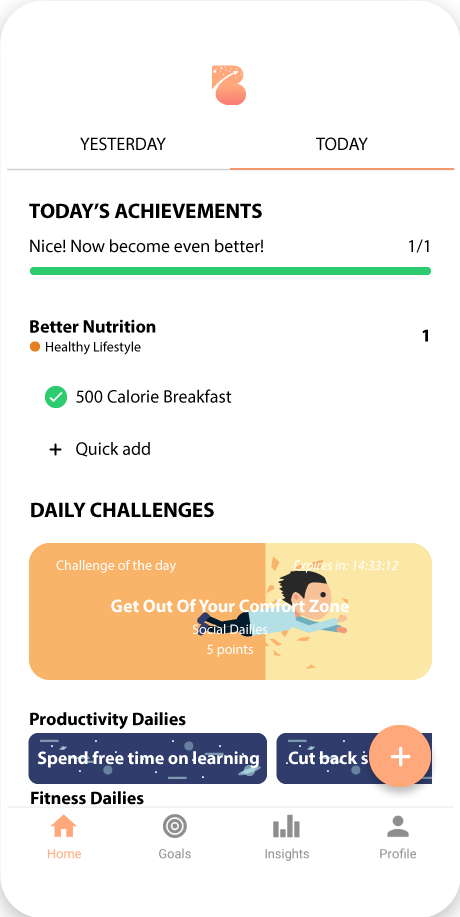 YESTERDAY
TODAY
TODAY’S ACHIEVEMENTS
Nice! Now become even better!
1/1
Better Nutrition
1
Healthy Lifestyle
500 Calorie Breakfast
Quick add
DAILY CHALLENGES
Challenge of the day
Expires in: 14:33:12
Get Out Of Your Comfort Zone
Social Dailies
5 points
Productivity Dailies
Spend free time on learning
Cut back s
Fitness Dailies
Home
Goals
Insights
Profile